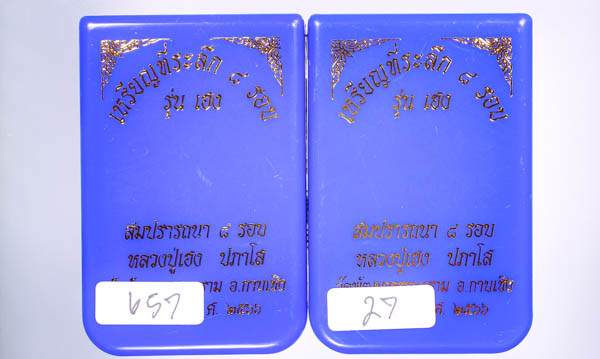 เหรียญที่ระลึก ๘ รอบ
รุ่น เฮง
สมปรารถนา ๘ รอบ
หลวงปู่เฮง ปภาโส
อ.กาบเชิง
๒๕๖๖
657
เหรียญที่ระลึก ๘ รอบ
รุ่น เฮง
สมปรารถนา ๘ รอบ
หลวงปู่เฮง ปภาโส
อ.กาบเชิง
๒๕๖๖
27